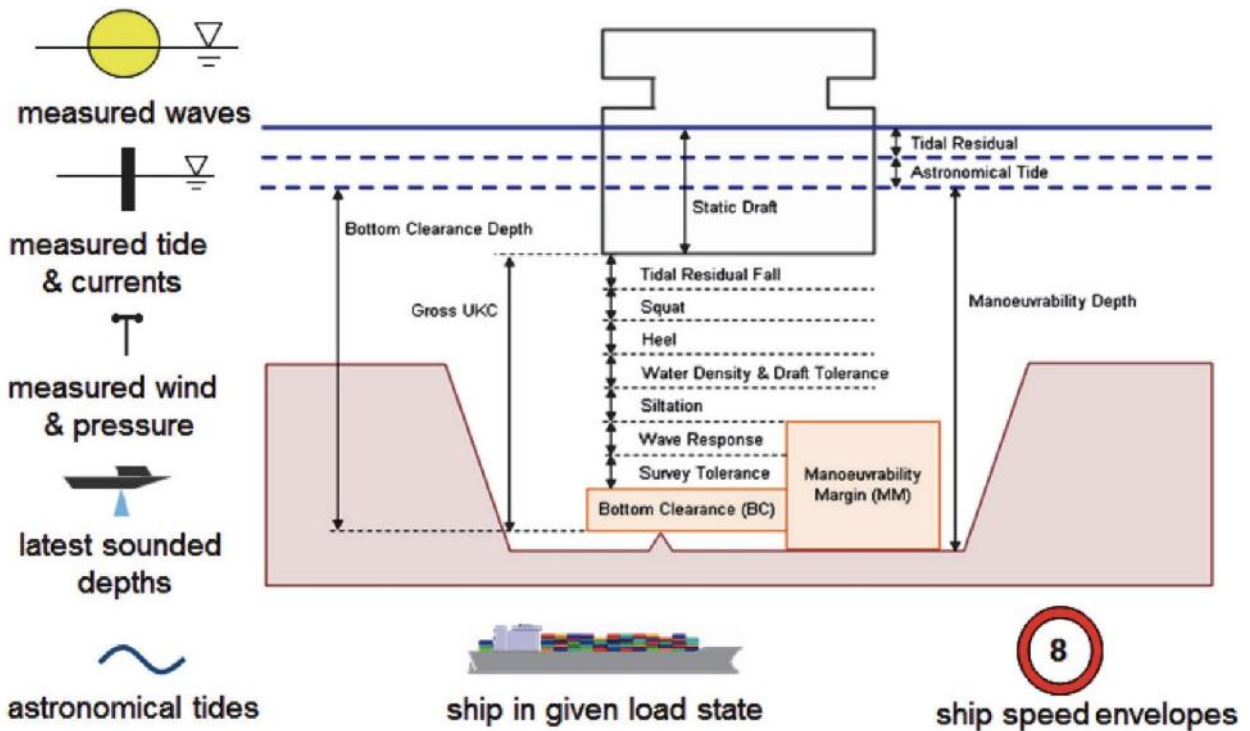 measured waves
measured tide
& currents
measured wind
& pressure
latest sounded
depths
astronomical tides
Tidal Residual
Astronomical Tide
Static Draft
Bottom Clearance Depth
Tidal Residual Fall
Gross UKC
Squat
Manoeuvrability Depth
Heel
Water Density & Draft Tolerance
Siltation
Wave Response
Survey Tolerance
Manoeuvrability
Margin (MM)
Bottom Clearance (BC)
ship in given load state
8
ship speed envelopes